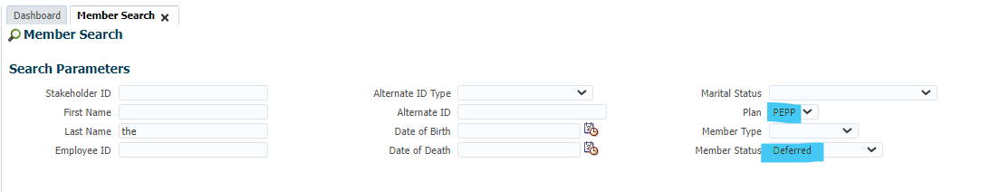 Dashboard Member Search
Member Search
Search Parameters
Stakeholder ID Alternate ID Type Marital Status
First Name Alternate ID Plan PEPP
Last Name the Date of Birth Member Type
Employee ID Date of Death Member Status Deferred